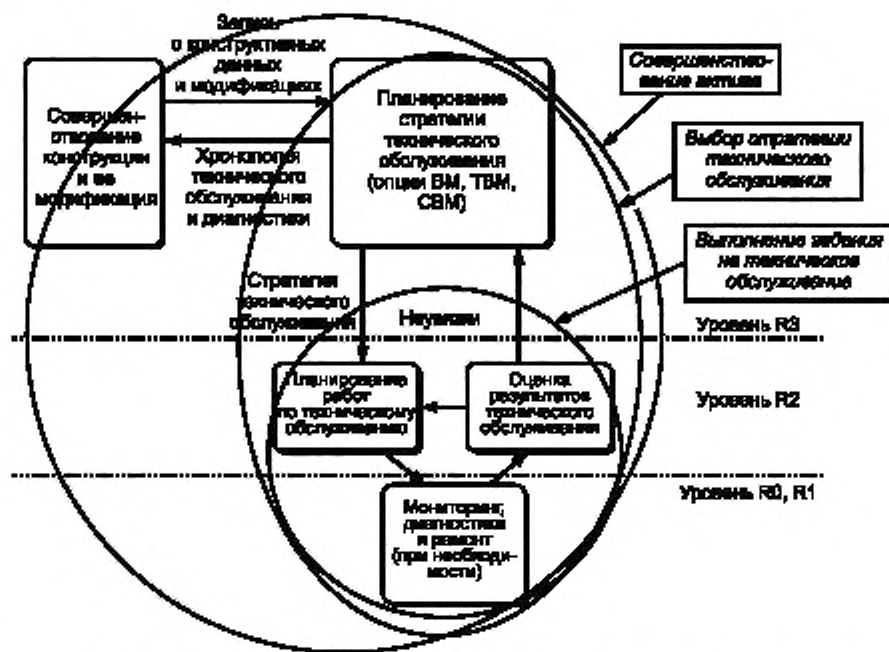 Запись
о конструктивных
данных
и модификациях
Совершен-
ствование
конструкции
и ее
модификация
Хронология
технического
обслуживания
и диагностики
Планирование
стратегии
технического
обслуживания
(опции BM, TBM,
CBM)
Совершенство-
вание актива
Выбор стратегии
технического
обслуживания
Выполнение задания
на техническое
обслуживание
Стратегия
технического
обслуживания
Неувязки
Уровень R3
Планирование
работ
по техническому
обслуживанию
Оценка
результатов
технического
обслуживания
Уровень R2
Уровень R0, R1
Мониторинг,
диагностика
и ремонт
(при необходи-
мости)